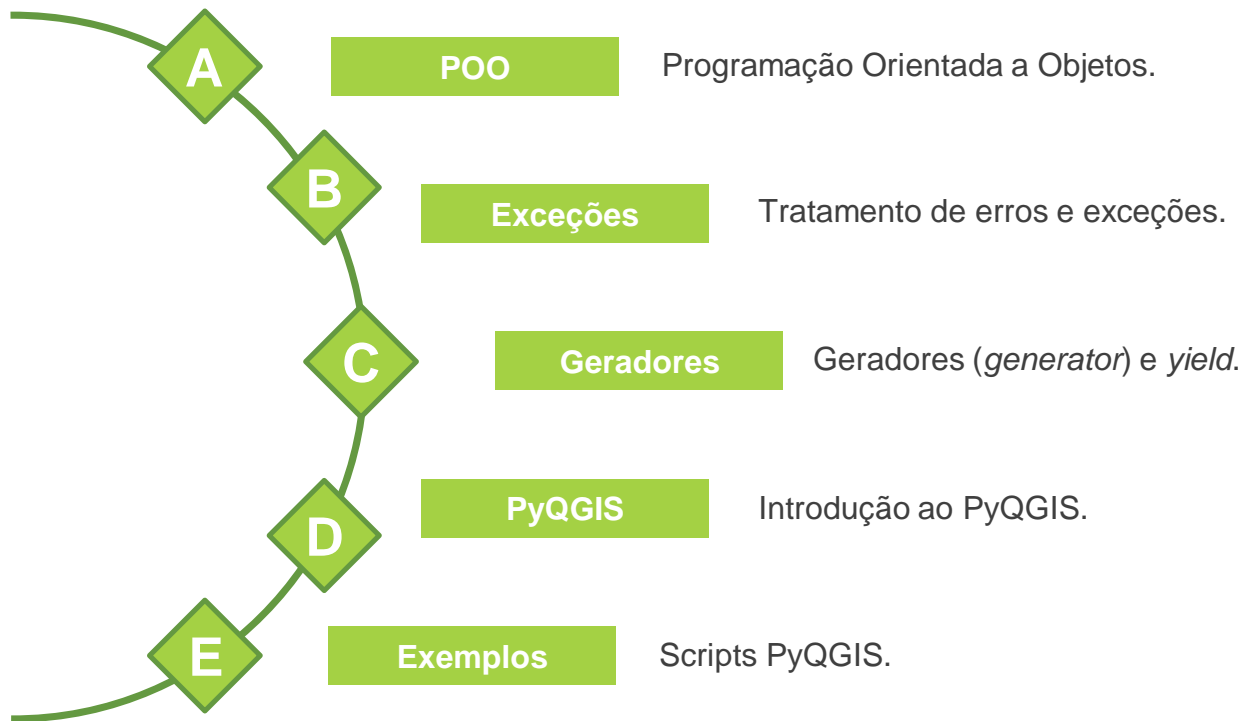 A
POO
Programação Orientada a Objetos.
B
Exceções
Tratamento de erros e exceções.
C
Geradores
Geradores (generator) e yield.
D
PyQGIS
Introdução ao PyQGIS.
E
Exemplos
Scripts PyQGIS.